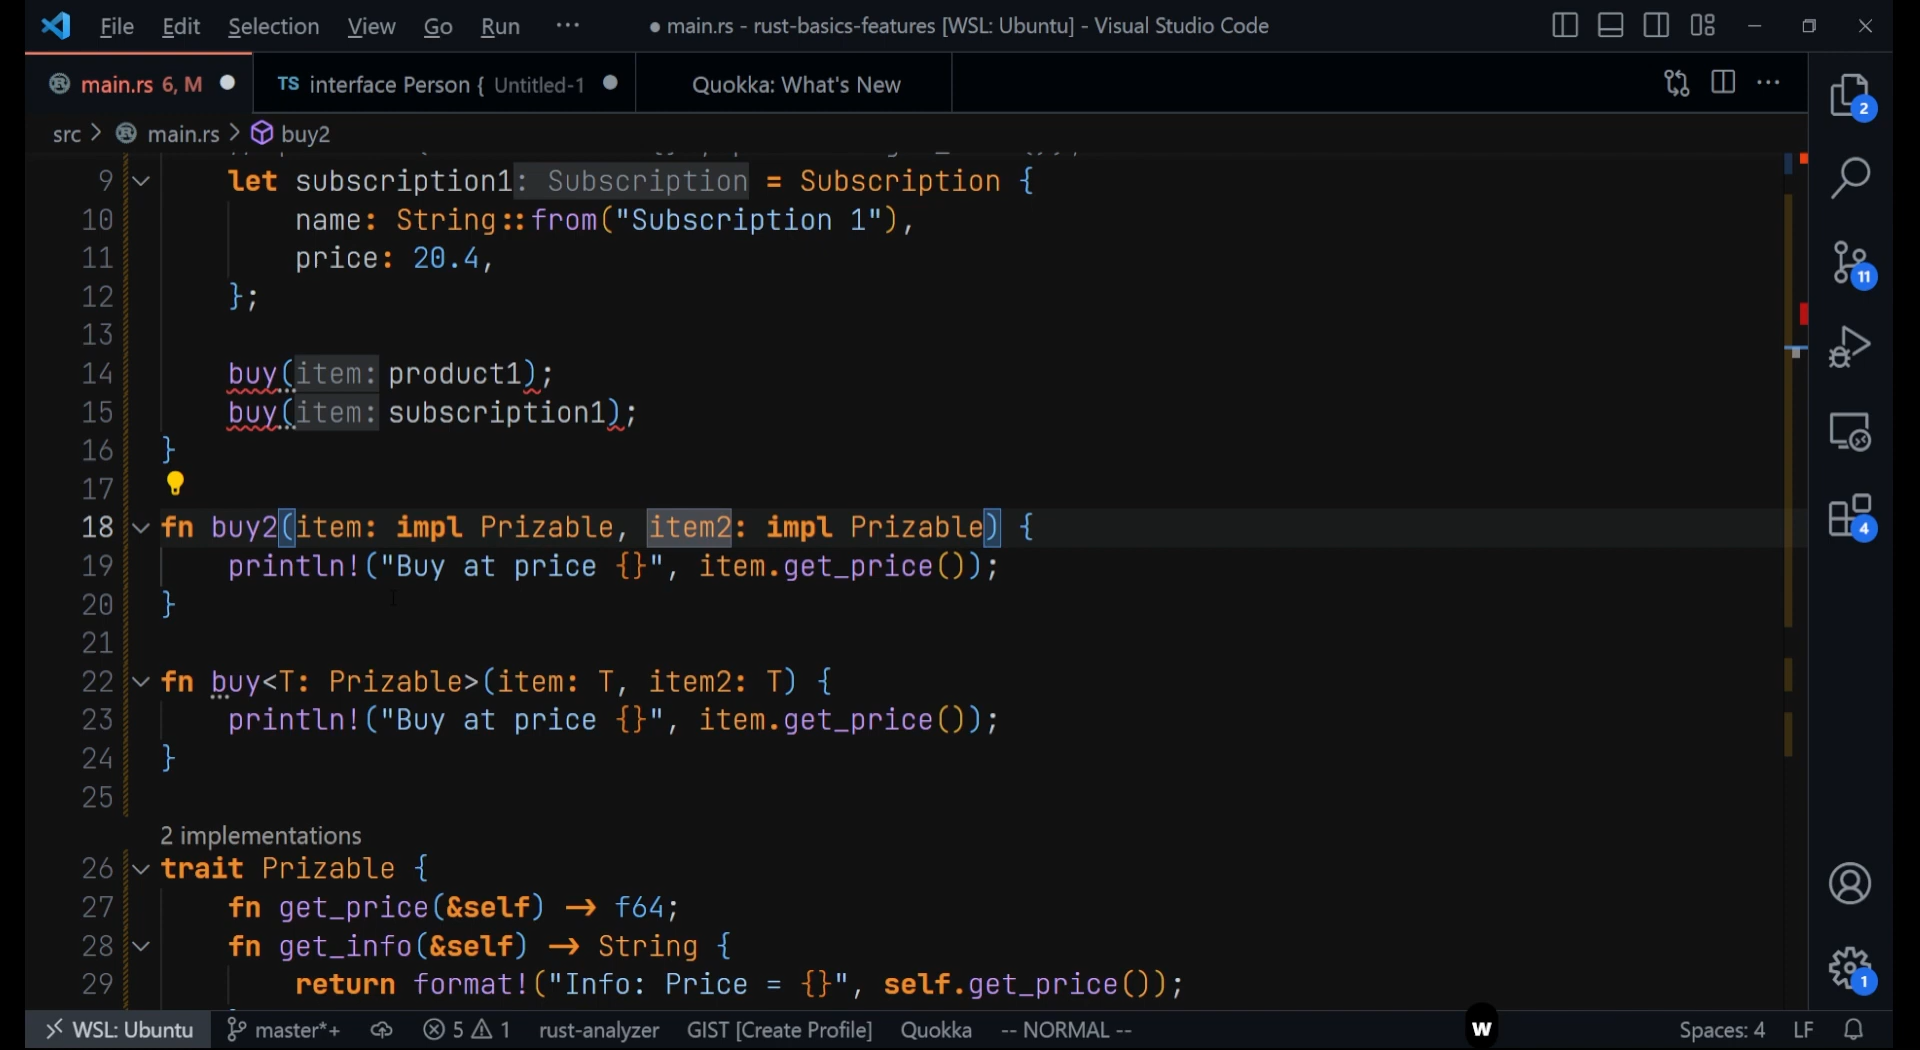 File Edit Selection View Go Run ··· ● main.rs - rust-basics-features [WSL: Ubuntu] - Visual Studio Code
main.rs 6, M ● TS interface Person { Untitled-1 ● Quokka: What's New
src > main.rs > buy2
9 let subscription1: Subscription = Subscription {
10 name: String::from("Subscription 1"),
11 price: 20.4,
12 };
13
14 buy(item: product1);
15 buy(item: subscription1);
16 }
17
18 fn buy2(item: impl Prizable, item2: impl Prizable) {
19 println!("Buy at price {}", item.get_price());
20 }
21
22 fn buy<T: Prizable>(item: T, item2: T) {
23 println!("Buy at price {}", item.get_price());
24 }
25
2 implementations
26 trait Prizable {
27 fn get_price(&self) → f64;
28 fn get_info(&self) → String {
29 return format!("Info: Price = {}", self.get_price());
2
11
4
1
WSL: Ubuntu master*+ 5 1 rust-analyzer GIST [Create Profile] Quokka -- NORMAL -- w Spaces: 4 LF